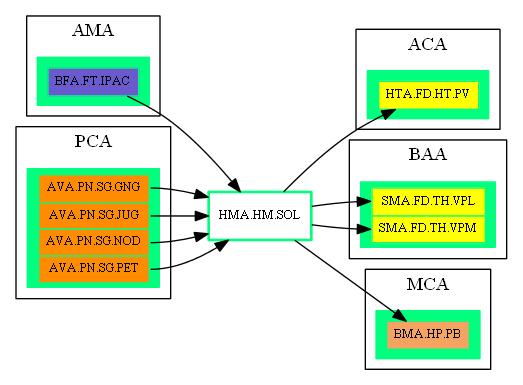 AMA
BFA.FT.IPAC
PCA
AVA.PN.SG.GNG
AVA.PN.SG.JUG
AVA.PN.SG.NOD
AVA.PN.SG.PET
HMA.HM.SOL
ACA
HTA.FD.HT.PV
BAA
SMA.FD.TH.VPL
SMA.FD.TH.VPM
MCA
BMA.HP.PB